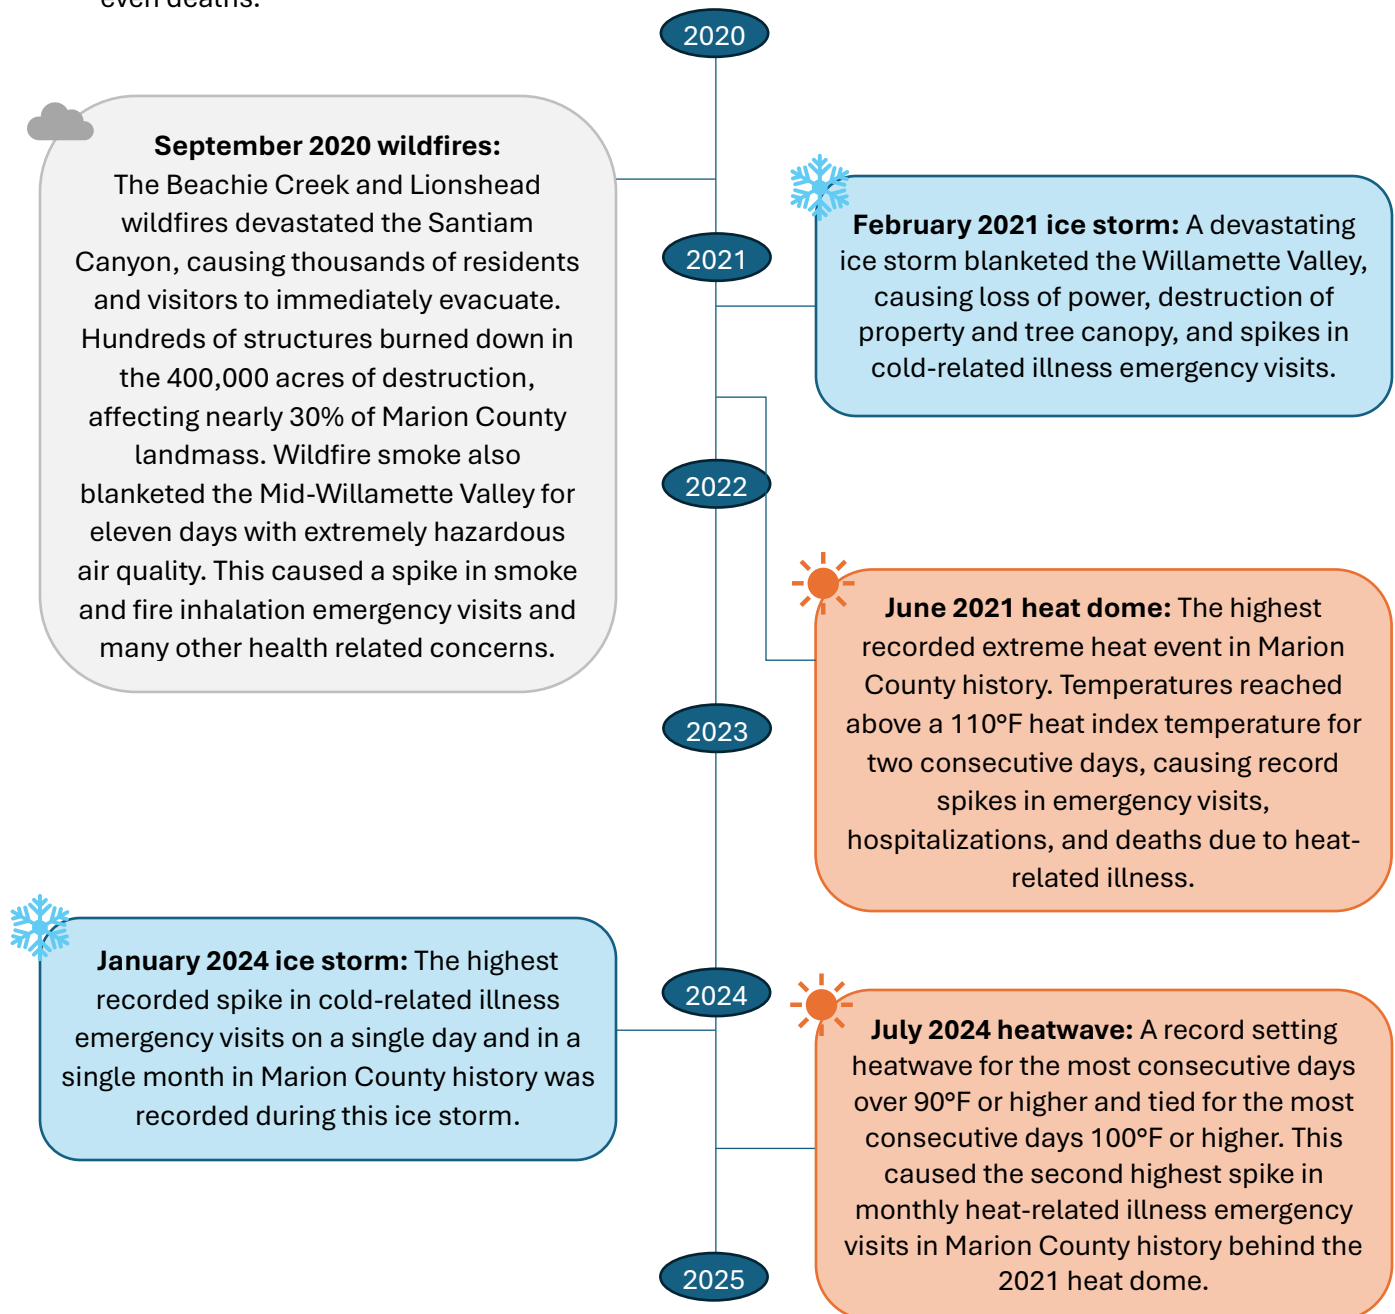 even deaths.
2020
September 2020 wildfires:
The Beachie Creek and Lionshead
wildfires devastated the Santiam
Canyon, causing thousands of residents
and visitors to immediately evacuate.
Hundreds of structures burned down in
the 400,000 acres of destruction,
affecting nearly 30% of Marion County
landmass. Wildfire smoke also
blanketed the Mid-Willamette Valley for
eleven days with extremely hazardous
air quality. This caused a spike in smoke
and fire inhalation emergency visits and
many other health related concerns.
2021
February 2021 ice storm: A devastating
ice storm blanketed the Willamette Valley,
causing loss of power, destruction of
property and tree canopy, and spikes in
cold-related illness emergency visits.
2022
June 2021 heat dome: The highest
recorded extreme heat event in Marion
County history. Temperatures reached
above a 110°F heat index temperature for
two consecutive days, causing record
spikes in emergency visits,
hospitalizations, and deaths due to heat-
related illness.
2023
January 2024 ice storm: The highest
recorded spike in cold-related illness
emergency visits on a single day and in a
single month in Marion County history was
recorded during this ice storm.
2024
July 2024 heatwave: A record setting
heatwave for the most consecutive days
over 90°F or higher and tied for the most
consecutive days 100°F or higher. This
caused the second highest spike in
monthly heat-related illness emergency
visits in Marion County history behind the
2021 heat dome.
2025